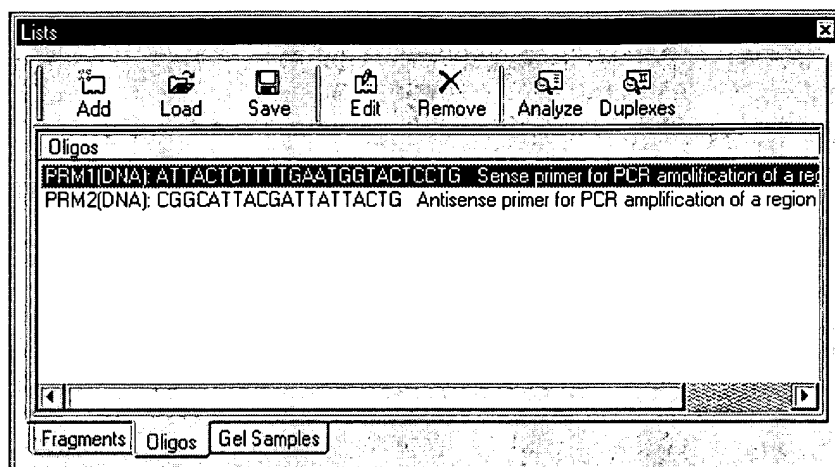 Lists
Add Load Save Edit Remove Analyze Duplexes
Oligos
PRM1(DNA): ATTACTCTTTTGAATGGTACTCCTG Sense primer for PCR amplification of a reg
PRM2(DNA): CGGCATTACGATTATTACTG Antisense primer for PCR amplification of a region
Fragments Oligos Gel Samples